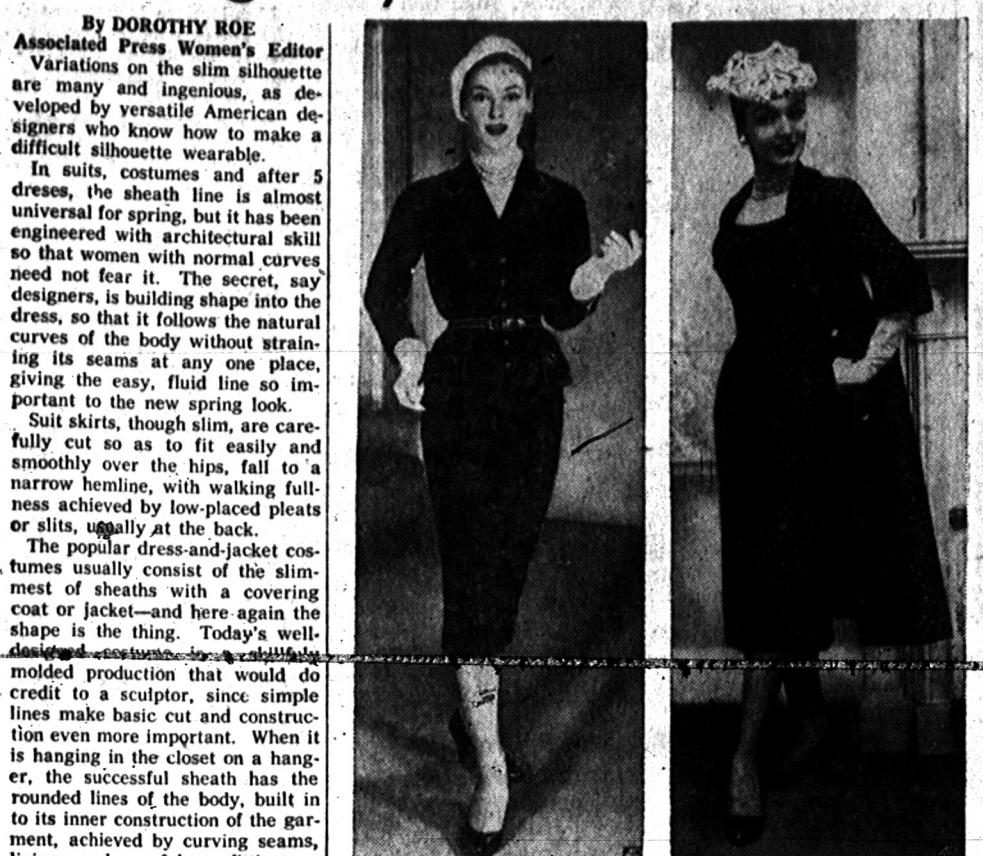 By DOROTHY ROE
Associated Press Women's Editor
Variations on the slim silhouette
are many and ingenious, as de-
veloped by versatile American de-
signers who know how to make a
difficult silhouette wearable.
In suits, costumes and after 5
dreses, the sheath line is almost
universal for spring, but it has been
engineered with architectural skill
so that women with normal curves
need not fear it. The secret, say
designers, is building shape into the
dress, so that it follows the natural
curves of the body without strain-
ing its seams at any one place,
giving the easy, fluid line so im-
portant to the new spring look.
Suit skirts, though slim, are care-
fully cut so as to fit easily and
smoothly over the hips, fall to a
narrow hemline, with walking full-
ness achieved by low-placed pleats
or slits, usually at the back.
The popular dress-and-jacket cos-
tumes usually consist of the slim-
mest of sheaths with a covering
coat or jacket—and here again the
shape is the thing. Today's well-
designed costume is a skillfully
molded production that would do
credit to a sculptor, since simple
lines make basic cut and construc-
tion even more important. When it
is hanging in the closet on a hang-
er, the successful sheath has the
rounded lines of the body, built in
to its inner construction of the gar-
ment, achieved by curving seams,